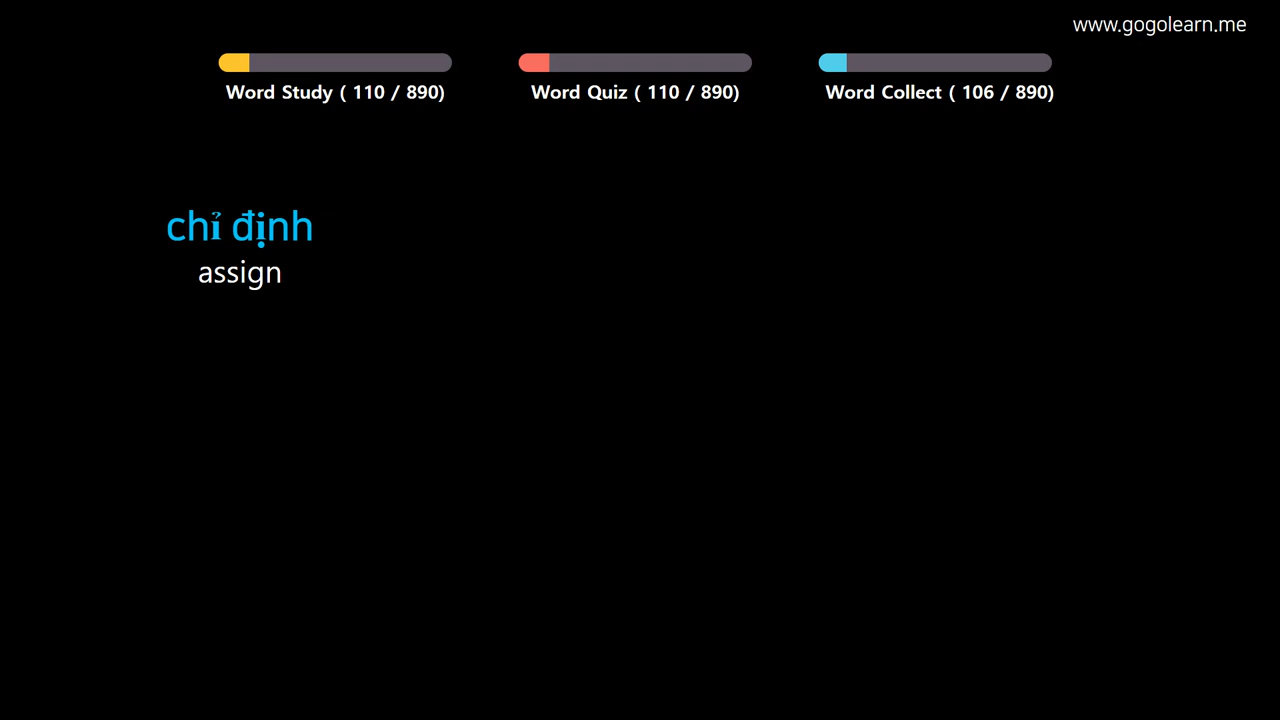 www.gogolearn.me
Word Study ( 110 / 890)
Word Quiz ( 110 / 890)
Word Collect ( 106 / 890)
chỉ định
assign